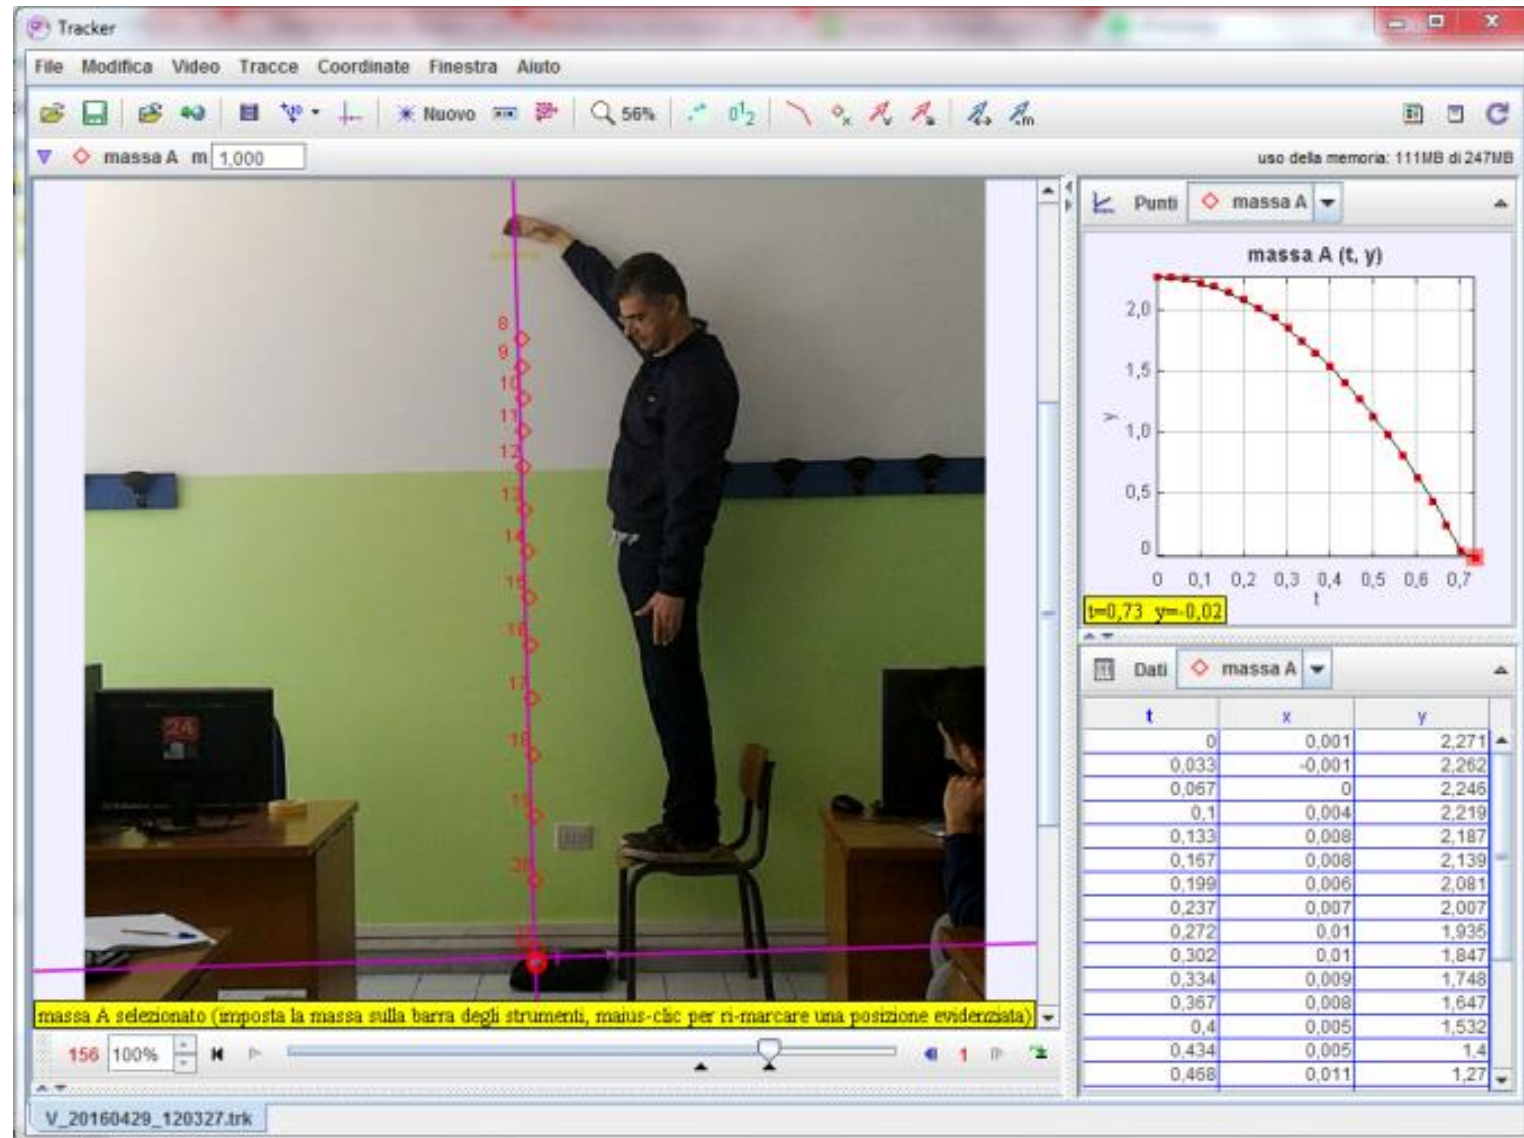 Tracker
File Modifica Video Tracce Coordinate Finestra Aiuto
Nuovo 56%
massa A m 1,000
uso della memoria: 111MB di 247MB
Punti massa A
massa A (t, y)
2,0
1,5
1,0
0,5
0
y
0 0,1 0,2 0,3 0,4 0,5 0,6 0,7
t
t=0,73 y=-0,02
8
9
10
11
12
13
14
15
16
17
18
19
20
24
Dati massa A
t x y
0 0,001 2,271
0,033 -0,001 2,262
0,067 0 2,246
0,1 0,004 2,219
0,133 0,008 2,187
0,167 0,008 2,139
0,199 0,006 2,081
0,237 0,007 2,007
0,272 0,01 1,935
0,302 0,01 1,847
0,334 0,009 1,748
0,367 0,008 1,647
0,4 0,005 1,532
0,434 0,005 1,4
0,468 0,011 1,27
massa A selezionato (imposta la massa sulla barra degli strumenti, maius-clic per ri-marcare una posizione evidenziata)
156 100% 1
V_20160429_120327.trk